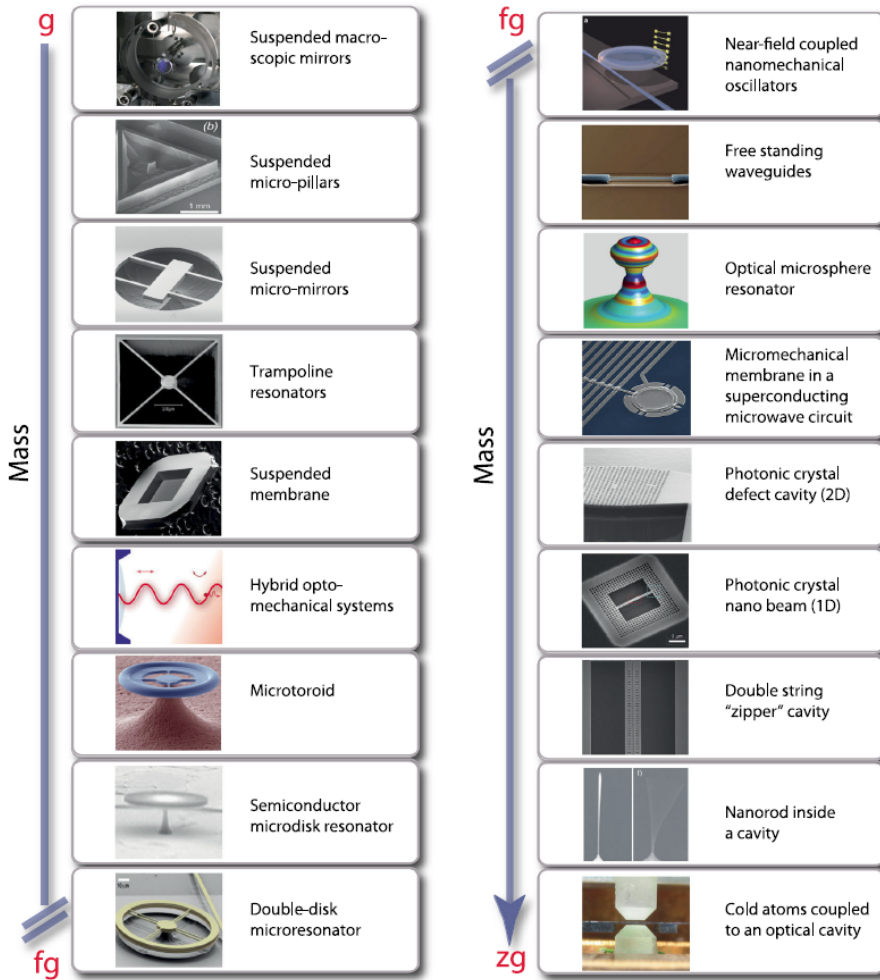 g
Mass
fg
Suspended macro-
scopic mirrors
(b)
1 mm
Suspended
micro-pillars
Suspended
micro-mirrors
Trampoline
resonators
Suspended
membrane
Hybrid opto-
mechanical systems
Microtoroid
Semiconductor
microdisk resonator
Double-disk
microresonator
fg
Mass
zg
a
Near-field coupled
nanomechanical
oscillators
Free standing
waveguides
Optical microsphere
resonator
Micromechanical
membrane in a
superconducting
microwave circuit
Photonic crystal
defect cavity (2D)
Photonic crystal
nano beam (1D)
Double string
"zipper" cavity
Nanorod inside
a cavity
Cold atoms coupled
to an optical cavity